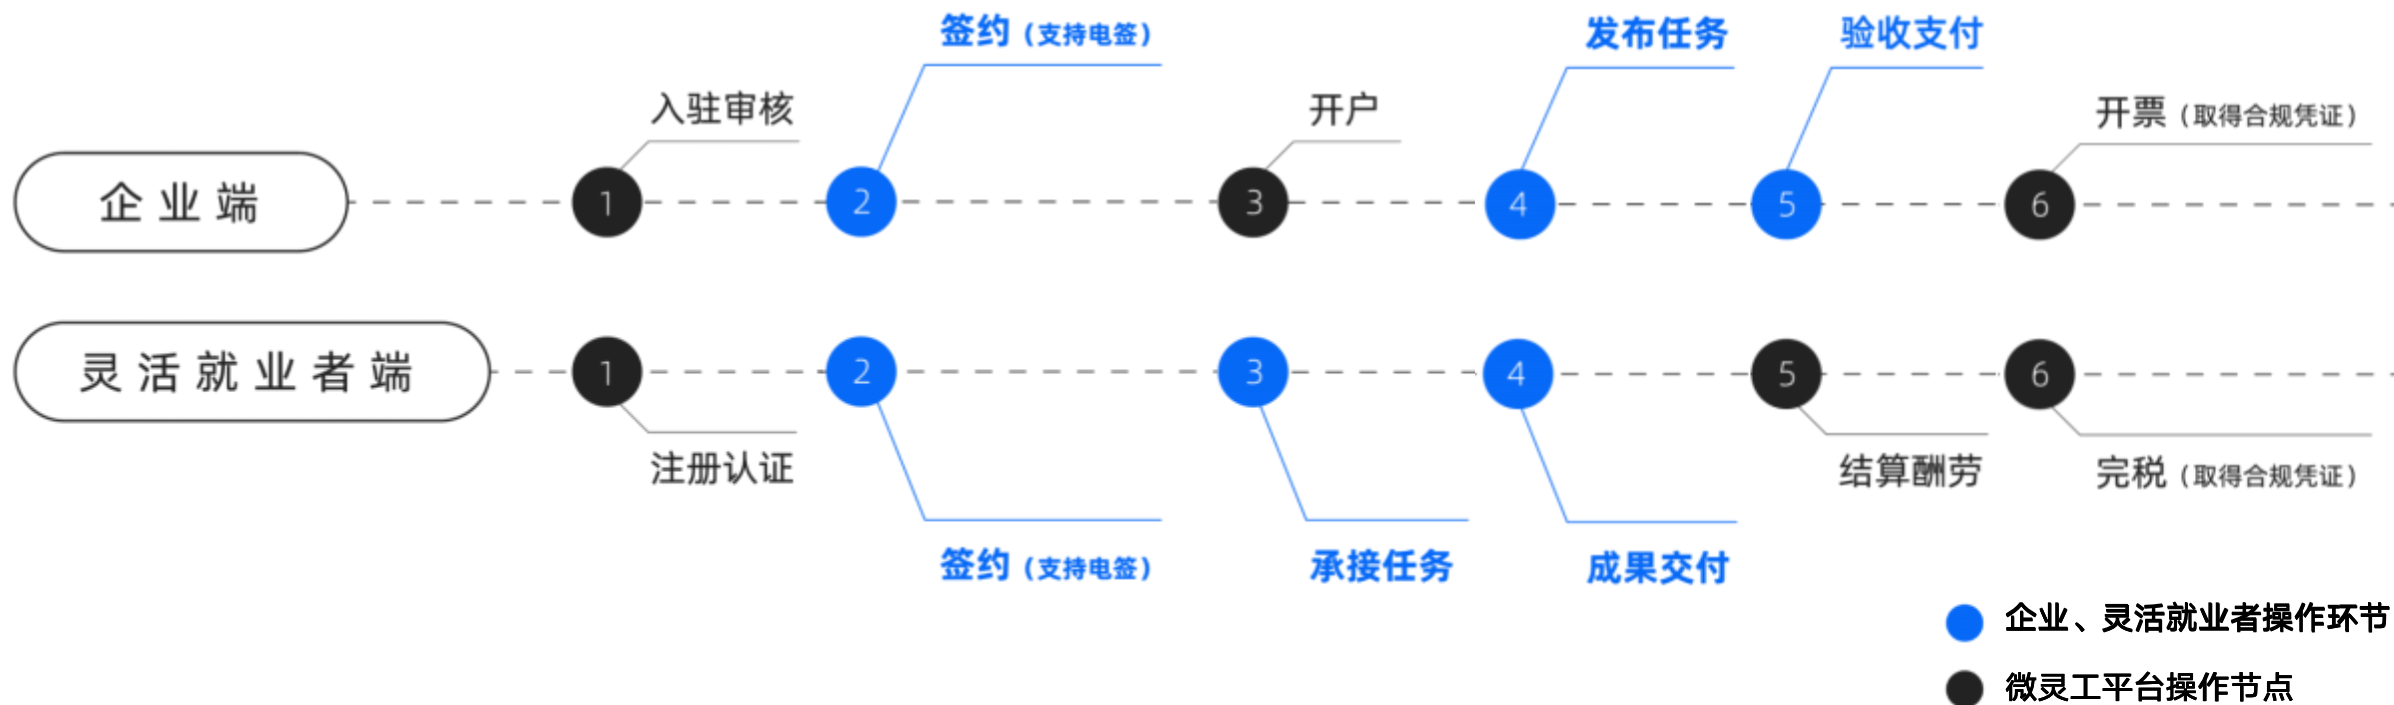 签约（支持电签）
发布任务
验收支付
入驻审核
开户
开票（取得合规凭证）
企业端
1
2
3
4
5
6
灵活就业者端
1
2
3
4
5
6
注册认证
结算酬劳
完税（取得合规凭证）
签约（支持电签）
承接任务
成果交付
企业、灵活就业者操作环节
微灵工平台操作节点